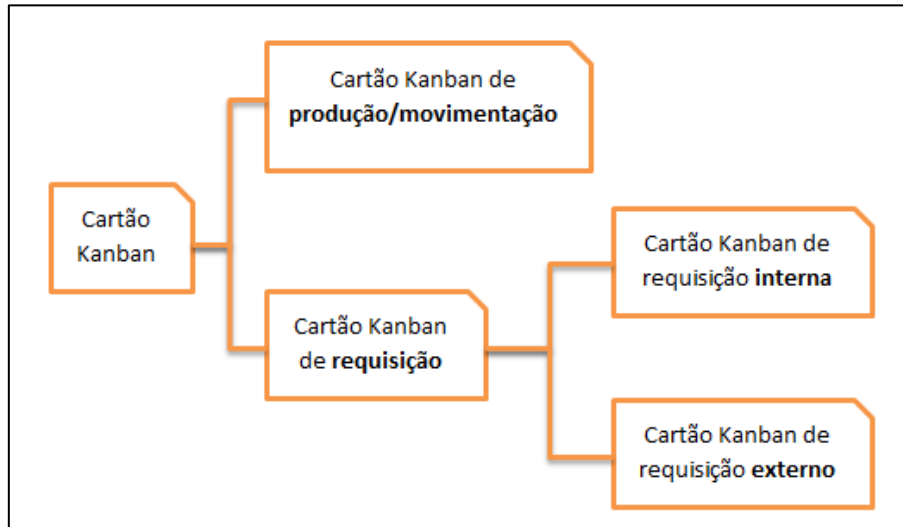 Cartão Kanban de
produção/movimentação
Cartão
Kanban
Cartão Kanban
de requisição
Cartão Kanban de
requisição interna
Cartão Kanban de
requisição externo